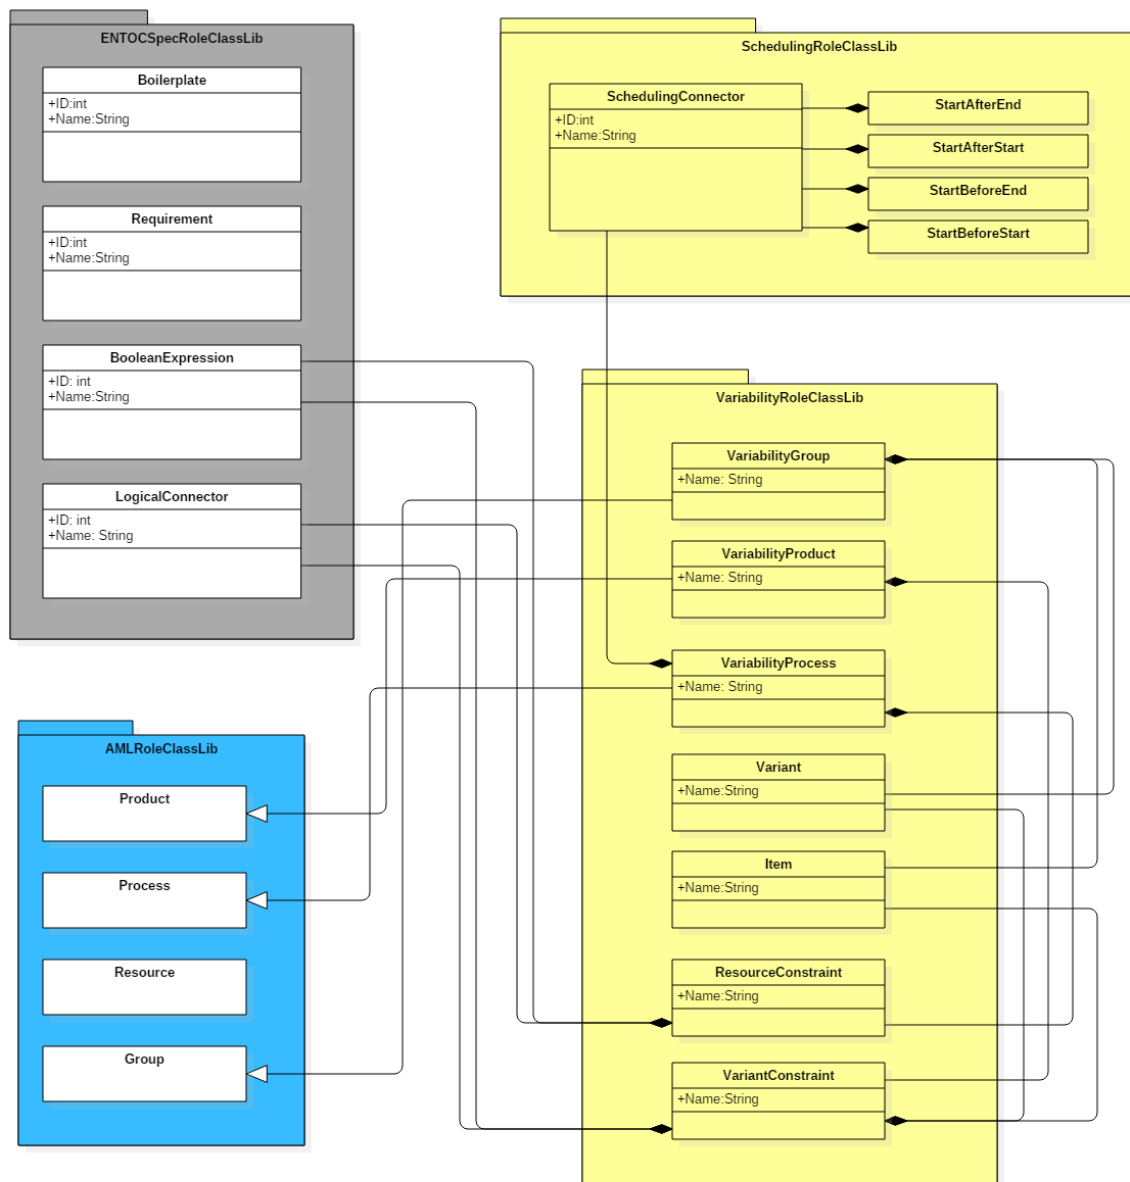 ENTOCSpecRoleClassLib
Boilerplate
+ID:int
+Name:String
Requirement
+ID:int
+Name:String
BooleanExpression
+ID: int
+Name:String
LogicalConnector
+ID: int
+Name: String
SchedulingRoleClassLib
SchedulingConnector
+ID:int
+Name:String
StartAfterEnd
StartAfterStart
StartBeforeEnd
StartBeforeStart
VariabilityRoleClassLib
VariabilityGroup
+Name: String
VariabilityProduct
+Name: String
VariabilityProcess
+Name: String
Variant
+Name:String
Item
+Name:String
ResourceConstraint
+Name:String
VariantConstraint
+Name:String
AMLRoleClassLib
Product
Process
Resource
Group